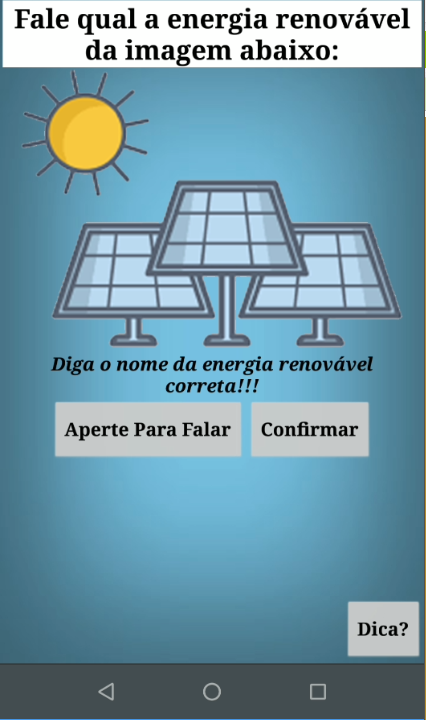 Fale qual a energia renovável
da imagem abaixo:
Diga o nome da energia renovável
correta!!!
Aperte Para Falar
Confirmar
Dica?